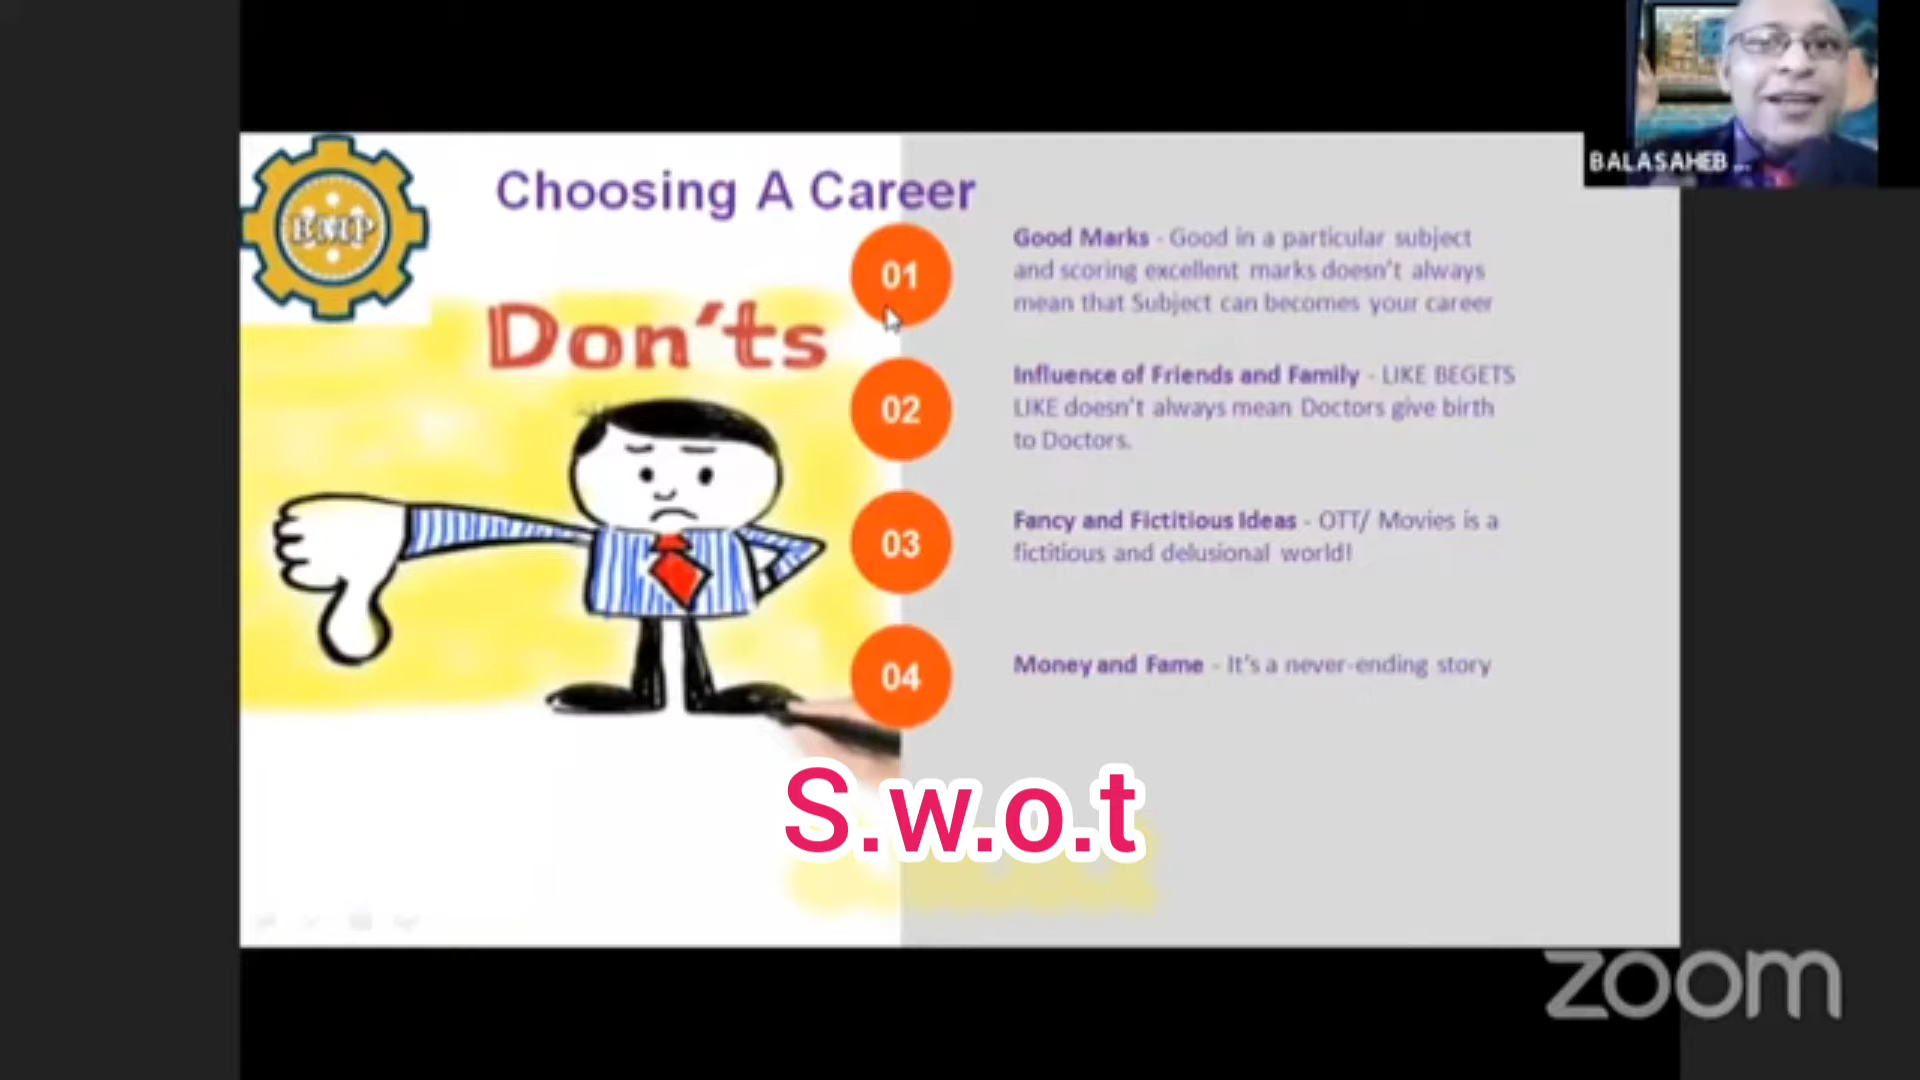 BALASAHEB ...
BMP
Choosing A Career
Don'ts
01
Good Marks - Good in a particular subject
and scoring excellent marks doesn't always
mean that Subject can becomes your career
02
Influence of Friends and Family - LIKE BEGETS
LIKE doesn't always mean Doctors give birth
to Doctors.
03
Fancy and Fictitious Ideas - OTT/ Movies is a
fictitious and delusional world!
04
Money and Fame - It's a never-ending story
S.w.o.t
zoom